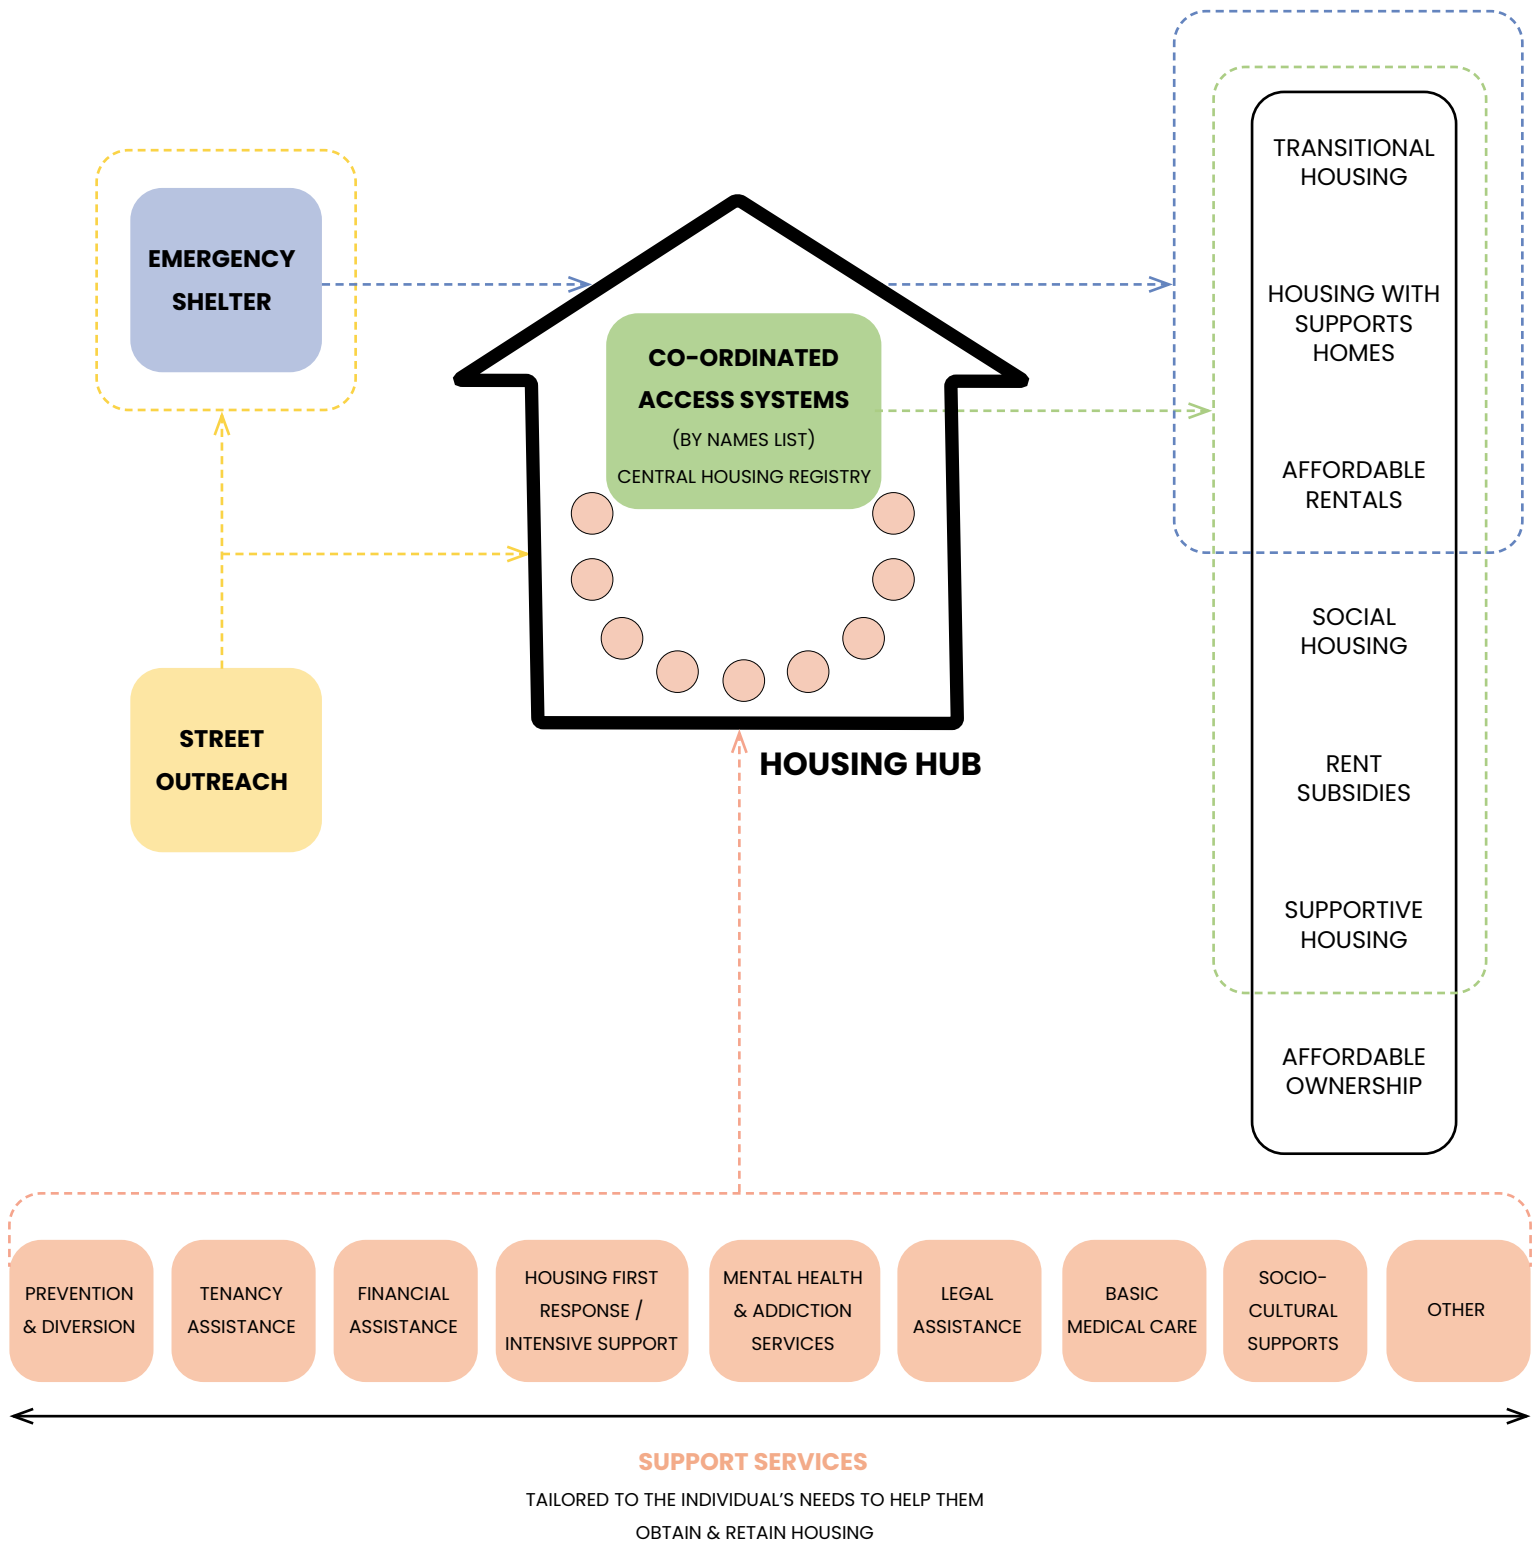 TRANSITIONAL
HOUSING
HOUSING WITH
SUPPORTS
HOMES
AFFORDABLE
RENTALS
SOCIAL
HOUSING
RENT
SUBSIDIES
SUPPORTIVE
HOUSING
AFFORDABLE
OWNERSHIP
EMERGENCY
SHELTER
STREET
OUTREACH
CO-ORDINATED
ACCESS SYSTEMS
(BY NAMES LIST)
CENTRAL HOUSING REGISTRY
HOUSING HUB
PREVENTION
& DIVERSION
TENANCY
ASSISTANCE
FINANCIAL
ASSISTANCE
HOUSING FIRST
RESPONSE /
INTENSIVE SUPPORT
MENTAL HEALTH
& ADDICTION
SERVICES
LEGAL
ASSISTANCE
BASIC
MEDICAL CARE
SOCIO-
CULTURAL
SUPPORTS
OTHER
SUPPORT SERVICES
TAILORED TO THE INDIVIDUAL'S NEEDS TO HELP THEM
OBTAIN & RETAIN HOUSING